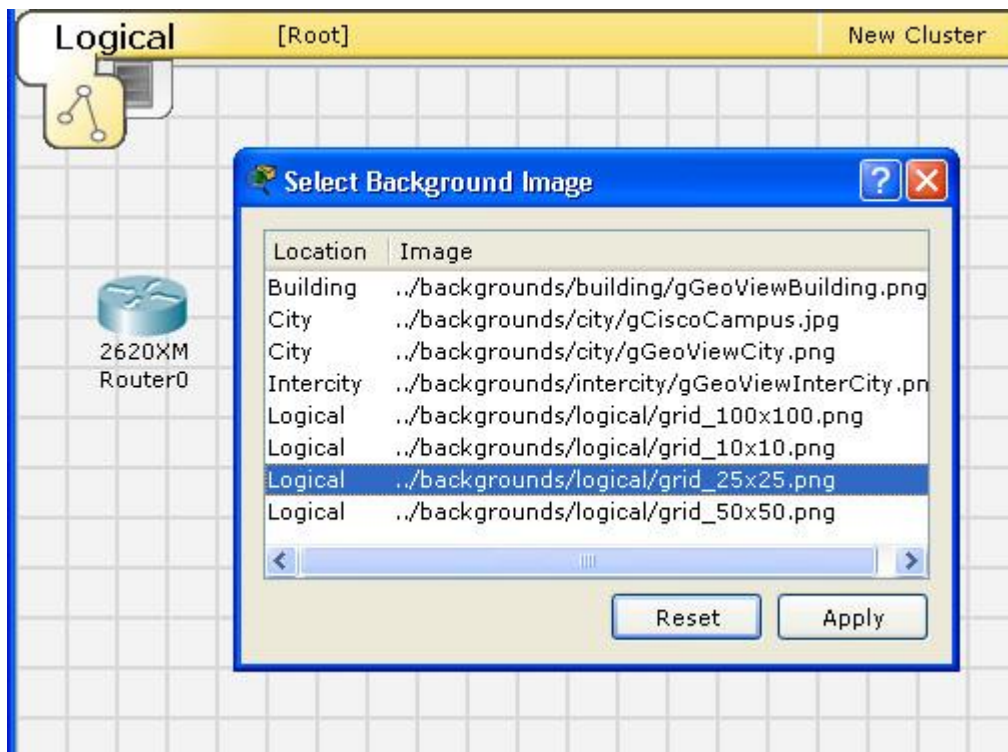 Logical [Root] New Cluster
Select Background Image
Location Image
Building ../backgrounds/building/gGeoViewBuilding.png
City ../backgrounds/city/gCiscoCampus.jpg
City ../backgrounds/city/gGeoViewCity.png
Intercity ../backgrounds/intercity/gGeoViewInterCity.pn
Logical ../backgrounds/logical/grid_100x100.png
Logical ../backgrounds/logical/grid_10x10.png
Logical ../backgrounds/logical/grid_25x25.png
Logical ../backgrounds/logical/grid_50x50.png
2620XM
Router0
Reset Apply